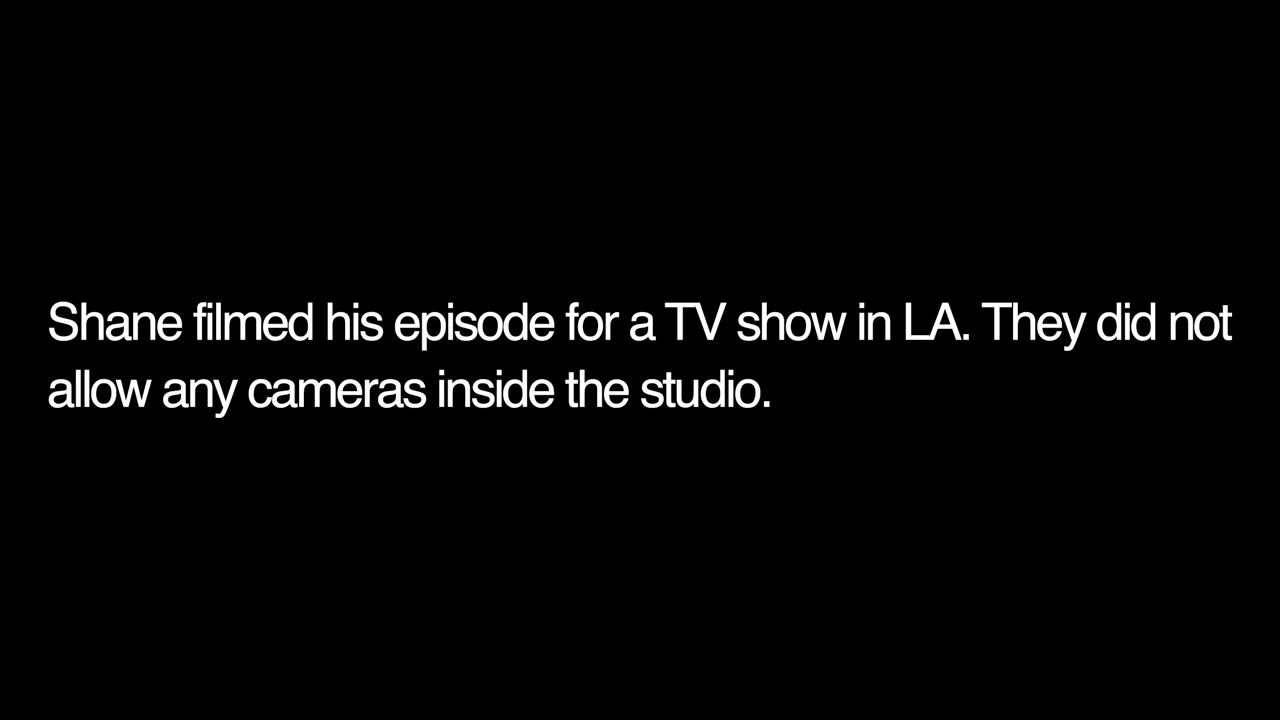 Shane filmed his episode for a TV show in LA. They did not
allow any cameras inside the studio.